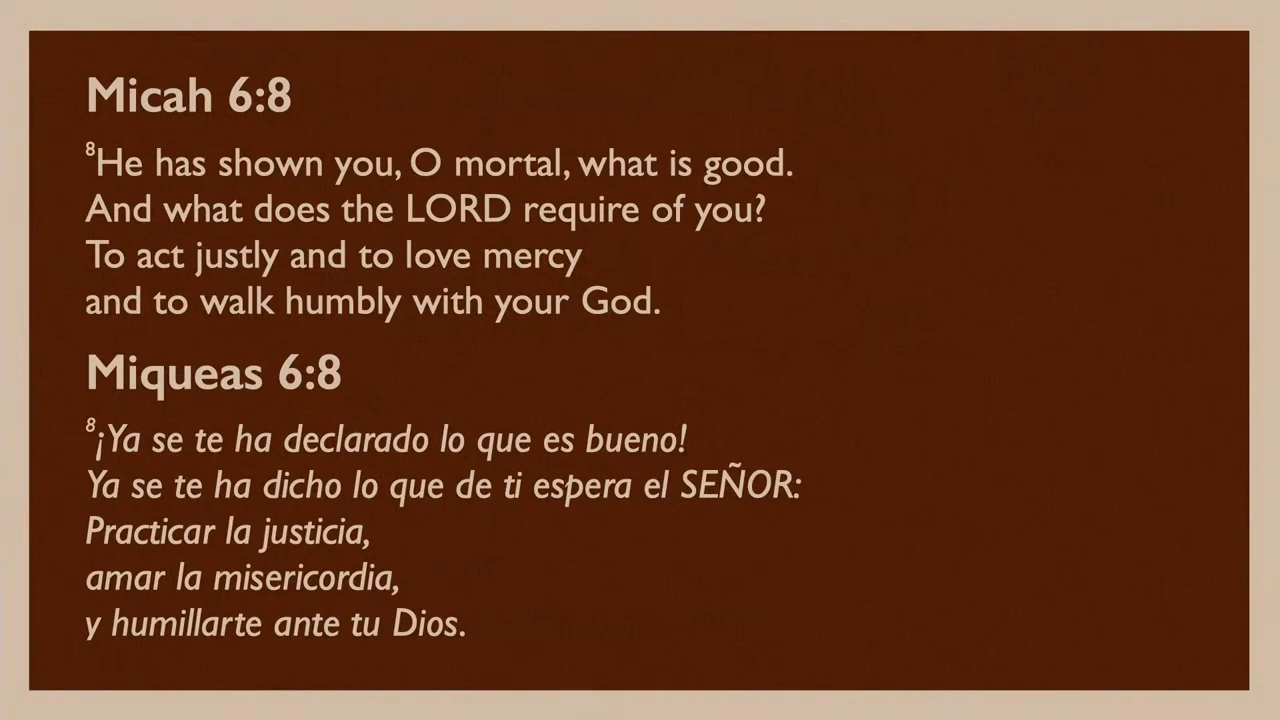 Micah 6:8
⁸He has shown you, O mortal, what is good.
And what does the LORD require of you?
To act justly and to love mercy
and to walk humbly with your God.
Miqueas 6:8
⁸¡Ya se te ha declarado lo que es bueno!
Ya se te ha dicho lo que de ti espera el SEÑOR:
Practicar la justicia,
amar la misericordia,
y humillarte ante tu Dios.